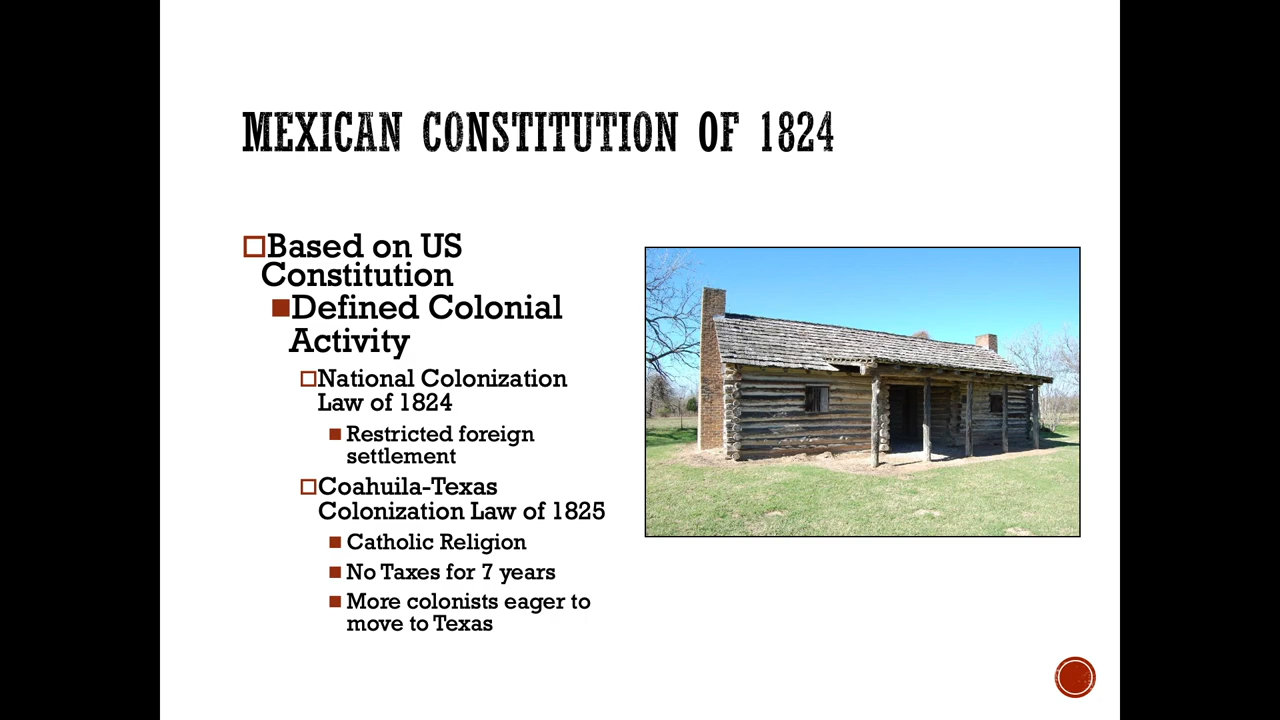 MEXICAN CONSTITUTION OF 1824
Based on US
Constitution
Defined Colonial
Activity
National Colonization
Law of 1824
Restricted foreign
settlement
Coahuila-Texas
Colonization Law of 1825
Catholic Religion
No Taxes for 7 years
More colonists eager to
move to Texas